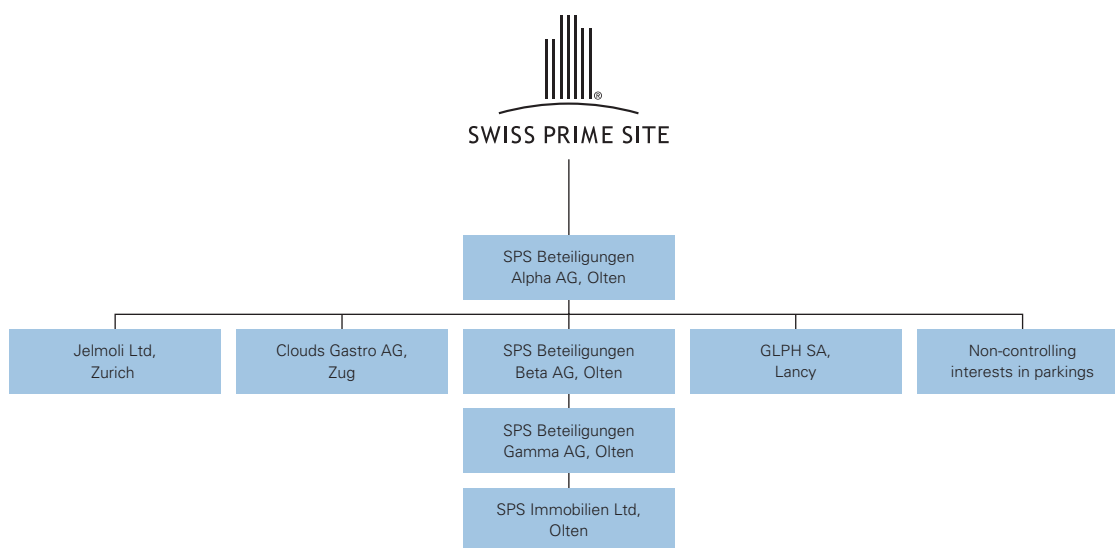 ®
SWISS PRIME SITE
SPS Beteiligungen
Alpha AG, Olten
Jelmoli Ltd,
Zurich
Clouds Gastro AG,
Zug
SPS Beteiligungen
Beta AG, Olten
GLPH SA,
Lancy
Non-controlling
interests in parkings
SPS Beteiligungen
Gamma AG, Olten
SPS Immobilien Ltd,
Olten